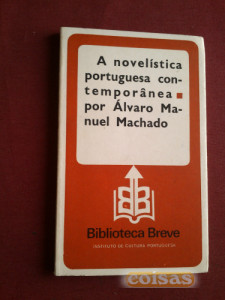 A novelística
portuguesa con-
temporânea
por Álvaro Ma-
nuel Machado
Biblioteca Breve
INSTITUTO DE CULTURA PORTUGUESA
coisas